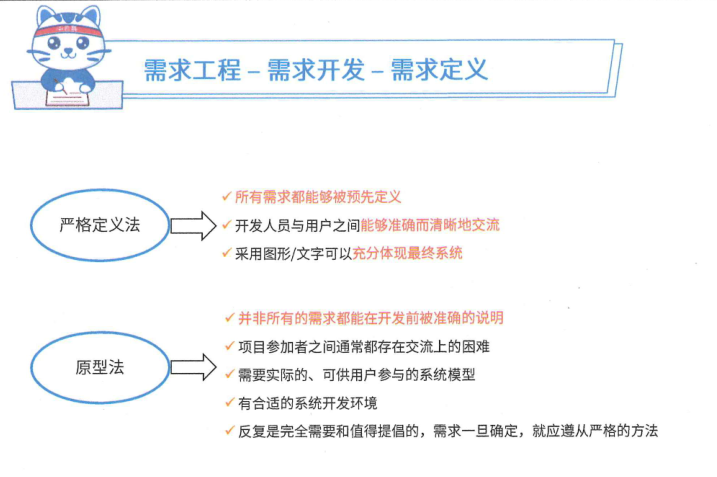 需求工程 – 需求开发 – 需求定义
严格定义法
✓所有需求都能够被预先定义
✓开发人员与用户之间能够准确而清晰地交流
✓采用图形/文字可以充分体现最终系统
原型法
✓并非所有的需求都能在开发前被准确的说明
✓项目参加者之间通常都存在交流上的困难
✓需要实际的、可供用户参与的系统模型
✓有合适的系统开发环境
✓反复是完全需要和值得提倡的，需求一旦确定，就应遵从严格的方法